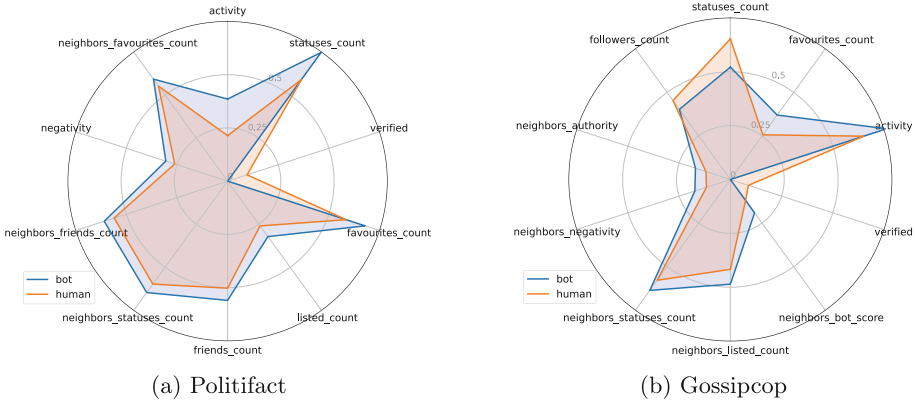 activity
neighbors_favourites_count
statuses_count
0,5
negativity
verified
0,25
0
neighbors_friends_count
favourites_count
bot
human
neighbors_statuses_count
listed_count
friends_count
(a) Politifact
statuses_count
followers_count
favourites_count
0,5
neighbors_authority
activity
0,25
0
neighbors_negativity
verified
bot
human
neighbors_statuses_count
neighbors_bot_score
neighbors_listed_count
(b) Gossipcop